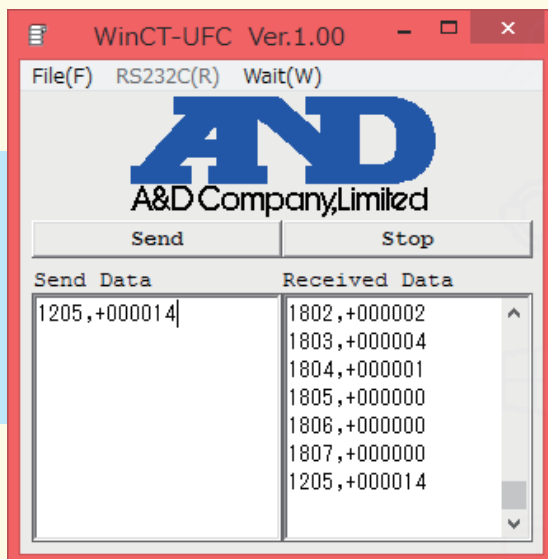 WinCT-UFC Ver.1.00
File(F) RS232C(R) Wait(W)
AND
A&D Company,Limited
Send Stop
Send Data Received Data
1205,+000014 1802,+000002
1803,+000004
1804,+000001
1805,+000000
1806,+000000
1807,+000000
1205,+000014